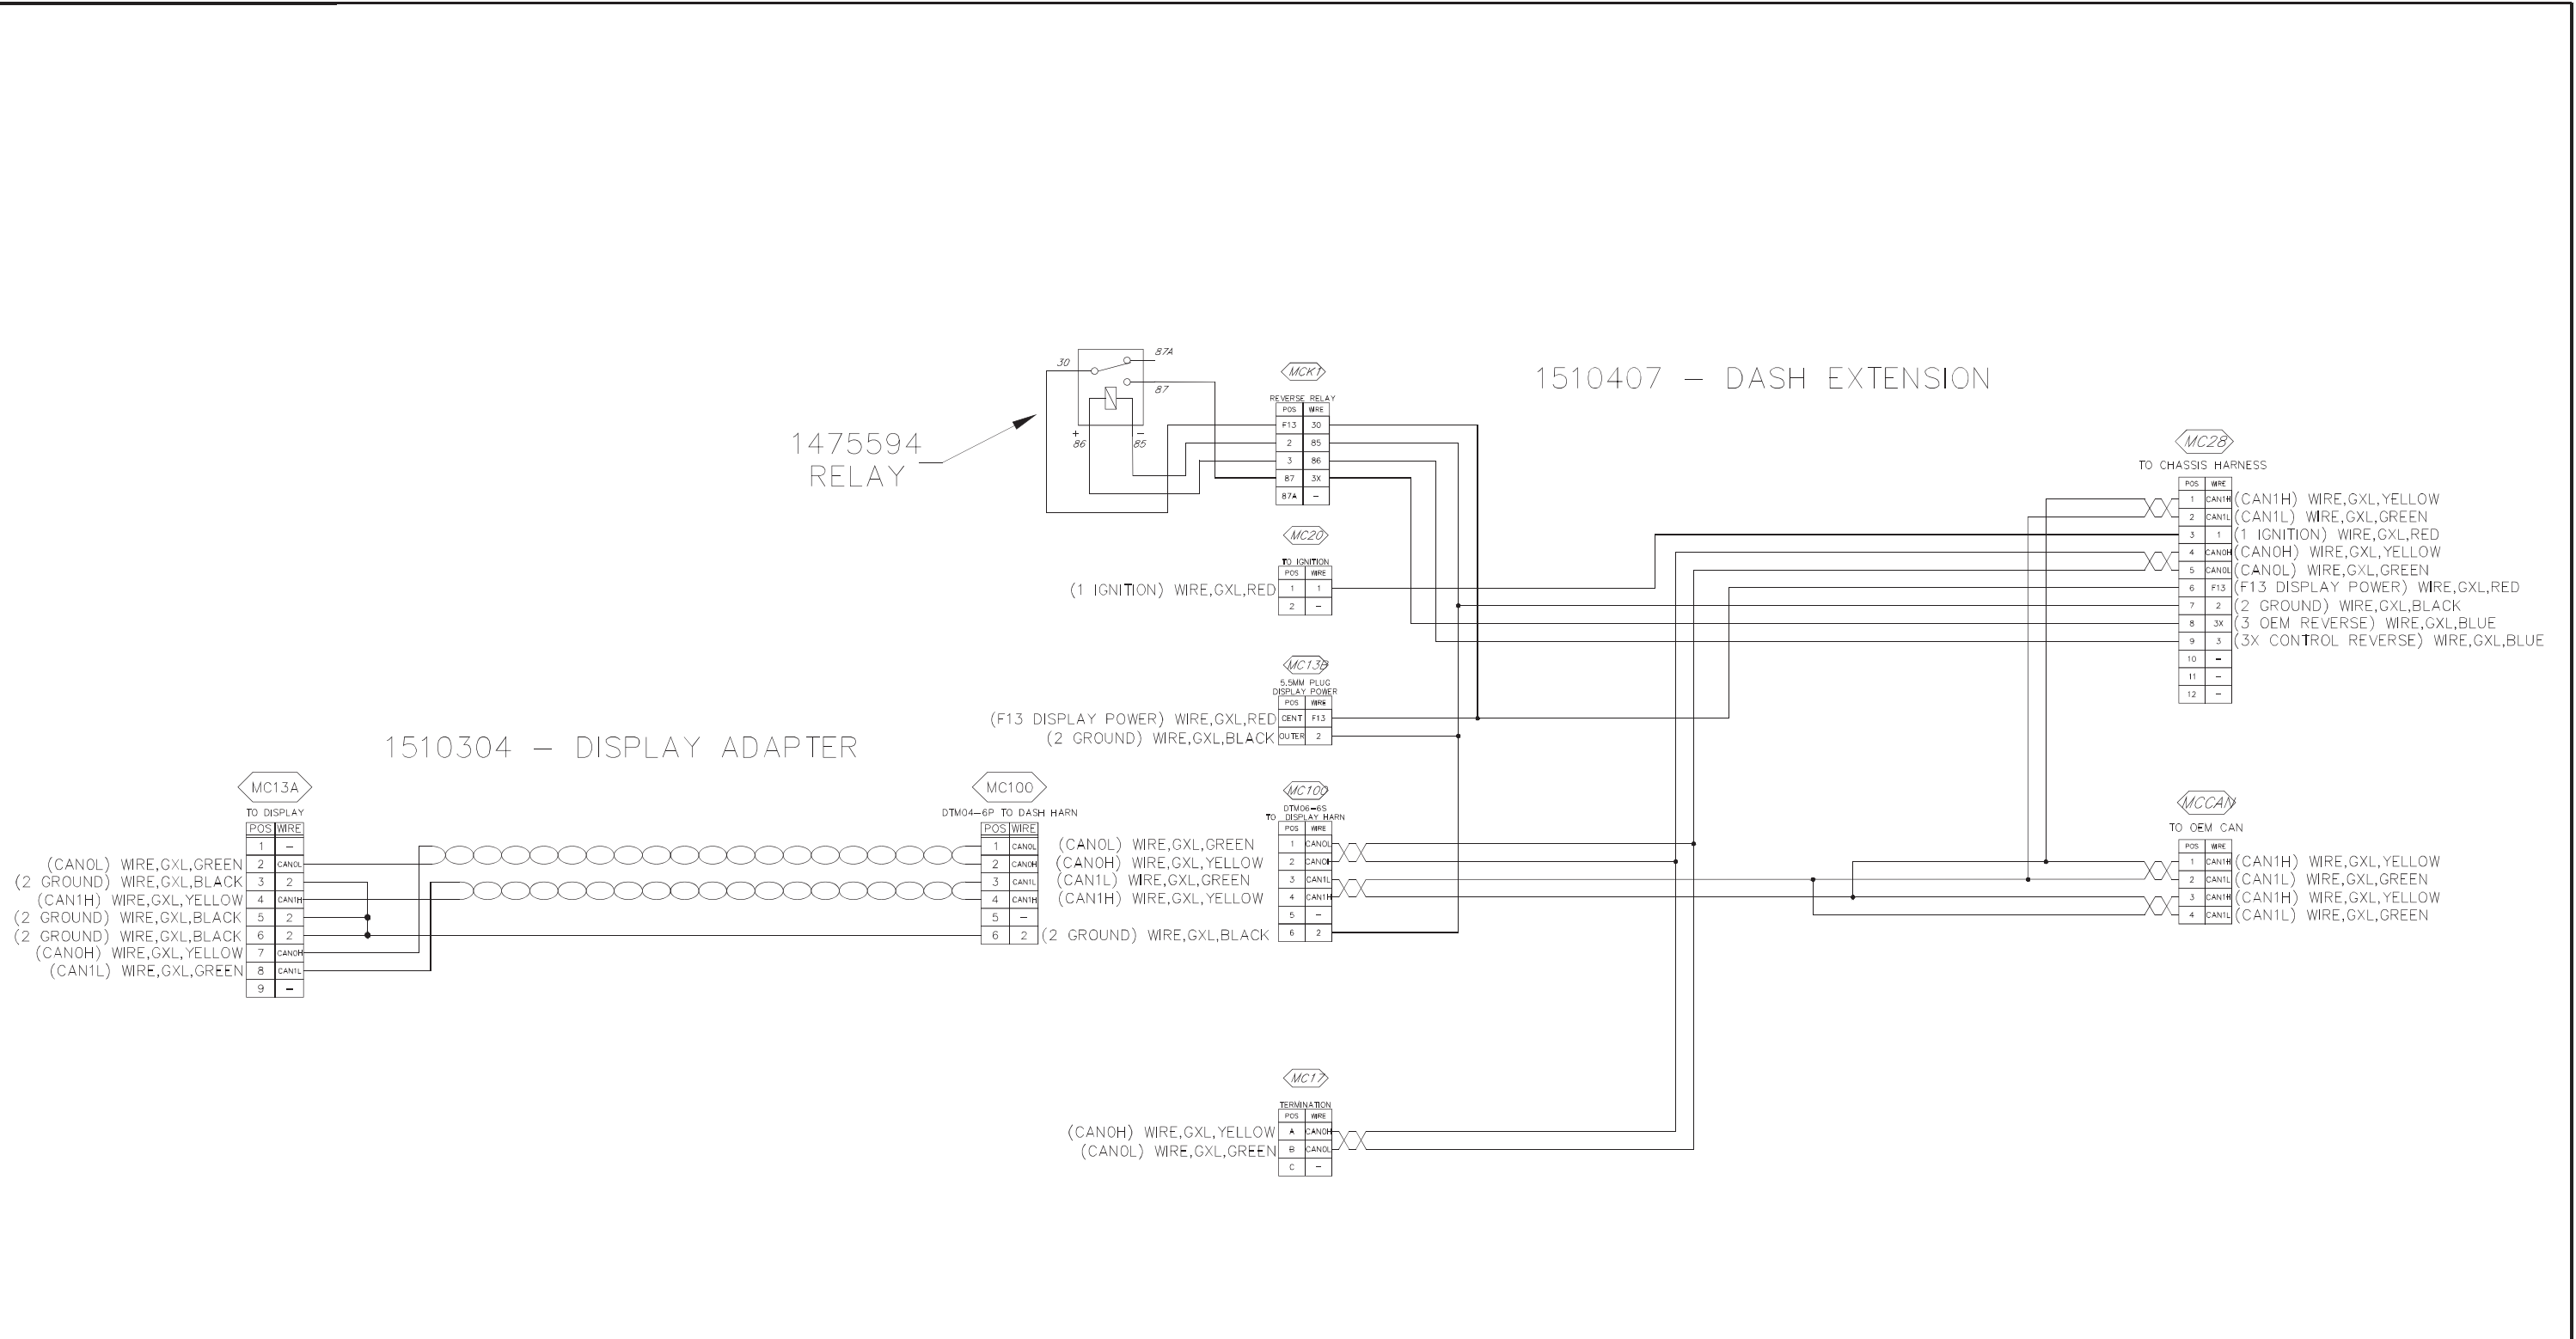 30
87A
87
+
86
-
85
1475594
RELAY
MCK1
REVERSE RELAY
POS WIRE
F13 30
2 85
3 86
87 3X
87A -
1510407 - DASH EXTENSION
MC20
TO IGNITION
POS WIRE
(1 IGNITION) WIRE,GXL,RED 1 1
2 -
MC13B
5.5MM PLUG
DISPLAY POWER
POS WIRE
(F13 DISPLAY POWER) WIRE,GXL,RED CENT F13
(2 GROUND) WIRE,GXL,BLACK OUTER 2
MC28
TO CHASSIS HARNESS
POS WIRE
1 CAN1H (CAN1H) WIRE,GXL,YELLOW
2 CAN1L (CAN1L) WIRE,GXL,GREEN
3 1 (1 IGNITION) WIRE,GXL,RED
4 CAN0H (CAN0H) WIRE,GXL,YELLOW
5 CAN0L (CAN0L) WIRE,GXL,GREEN
6 F13 (F13 DISPLAY POWER) WIRE,GXL,RED
7 2 (2 GROUND) WIRE,GXL,BLACK
8 3X (3 OEM REVERSE) WIRE,GXL,BLUE
9 3 (3X CONTROL REVERSE) WIRE,GXL,BLUE
10 -
11 -
12 -
1510304 - DISPLAY ADAPTER
MC13A
TO DISPLAY
POS WIRE
1 -
(CAN0L) WIRE,GXL,GREEN 2 CAN0L
(2 GROUND) WIRE,GXL,BLACK 3 2
(CAN1H) WIRE,GXL,YELLOW 4 CAN1H
(2 GROUND) WIRE,GXL,BLACK 5 2
(2 GROUND) WIRE,GXL,BLACK 6 2
(CAN0H) WIRE,GXL,YELLOW 7 CAN0H
(CAN1L) WIRE,GXL,GREEN 8 CAN1L
9 -
MC100
DTM04-6P TO DASH HARN
POS WIRE
1 CAN0L
2 CAN0H
3 CAN1L
4 CAN1H
5 -
6 2
MC100
DTM06-6S
TO DISPLAY HARN
POS WIRE
(CAN0L) WIRE,GXL,GREEN 1 CAN0L
(CAN0H) WIRE,GXL,YELLOW 2 CAN0H
(CAN1L) WIRE,GXL,GREEN 3 CAN1L
(CAN1H) WIRE,GXL,YELLOW 4 CAN1H
5 -
(2 GROUND) WIRE,GXL,BLACK 6 2
MCCAN
TO OEM CAN
POS WIRE
1 CAN1H (CAN1H) WIRE,GXL,YELLOW
2 CAN1L (CAN1L) WIRE,GXL,GREEN
3 CAN1H (CAN1H) WIRE,GXL,YELLOW
4 CAN1L (CAN1L) WIRE,GXL,GREEN
MC17
TERMINATION
POS WIRE
(CAN0H) WIRE,GXL,YELLOW A CAN0H
(CAN0L) WIRE,GXL,GREEN B CAN0L
C -